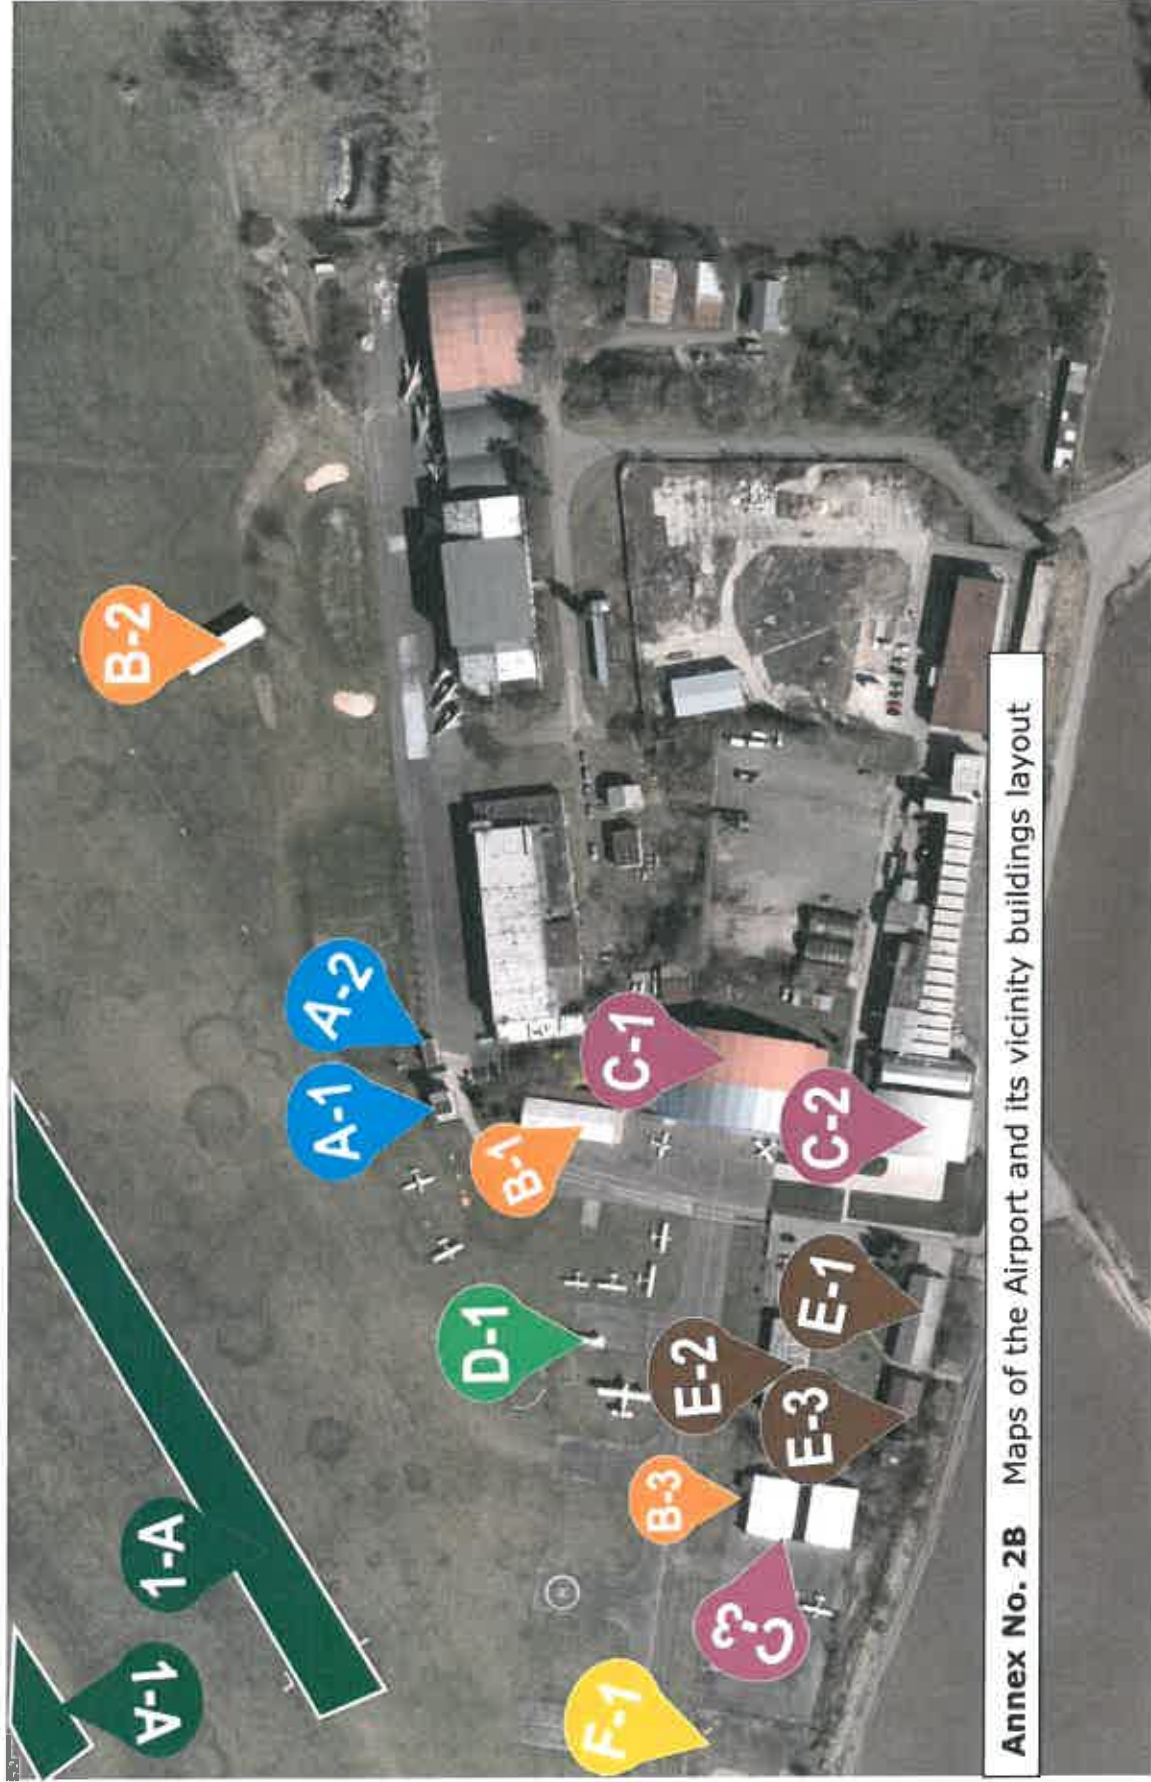 A-1
1-A
B-2
A-1
A-2
D-1
B-1
F-1
C-1
B-3
E-2
C-3
E-3
E-1
C-2
Annex No. 2B Maps of the Airport and its vicinity buildings layout